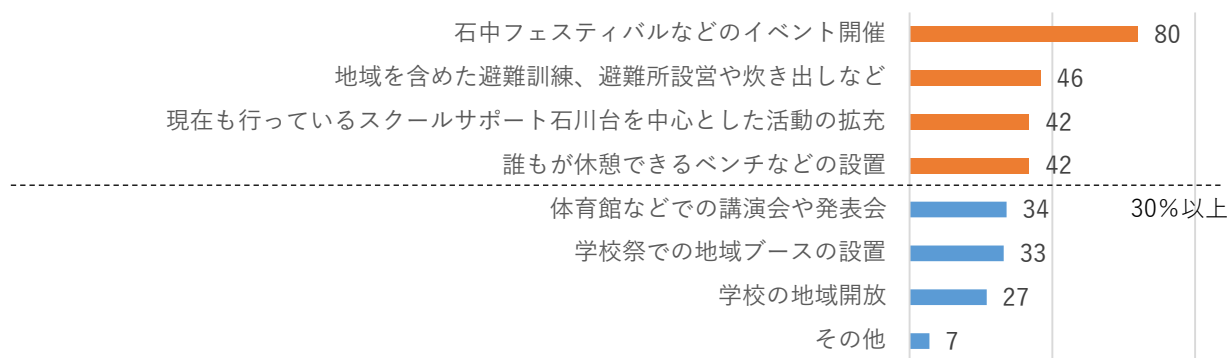 石中フェスティバルなどのイベント開催 80
地域を含めた避難訓練、避難所設営や炊き出しなど 46
現在も行っているスクールサポート石川台を中心とした活動の拡充 42
誰もが休憩できるベンチなどの設置 42
体育館などでの講演会や発表会 34 30%以上
学校祭での地域ブースの設置 33
学校の地域開放 27
その他 7